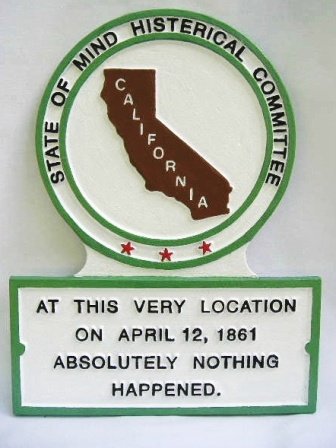 STATE OF MIND HISTERICAL COMMITTEE
CALIFORNIA
AT THIS VERY LOCATION
ON APRIL 12, 1861
ABSOLUTELY NOTHING
HAPPENED.